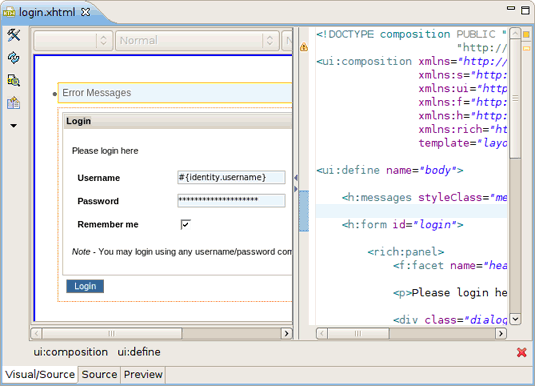 login.xhtml
Normal
N
Error Messages
Login
Please login here
Username #{identity.username}
Password ********************
Remember me
Note - You may login using any username/password com
Login
<!DOCTYPE composition PUBLIC "
"http://
<ui:composition xmlns="http://
xmlns:s="http:
xmlns:ui="http
xmlns:f="http:
xmlns:h="http:
xmlns:rich="ht
template="layo
<ui:define name="body">
<h:messages styleClass="me
<h:form id="login">
<rich:panel>
<f:facet name="hea
<p>Please login he
<div class="dialog
ui:composition ui:define
Visual/Source Source Preview